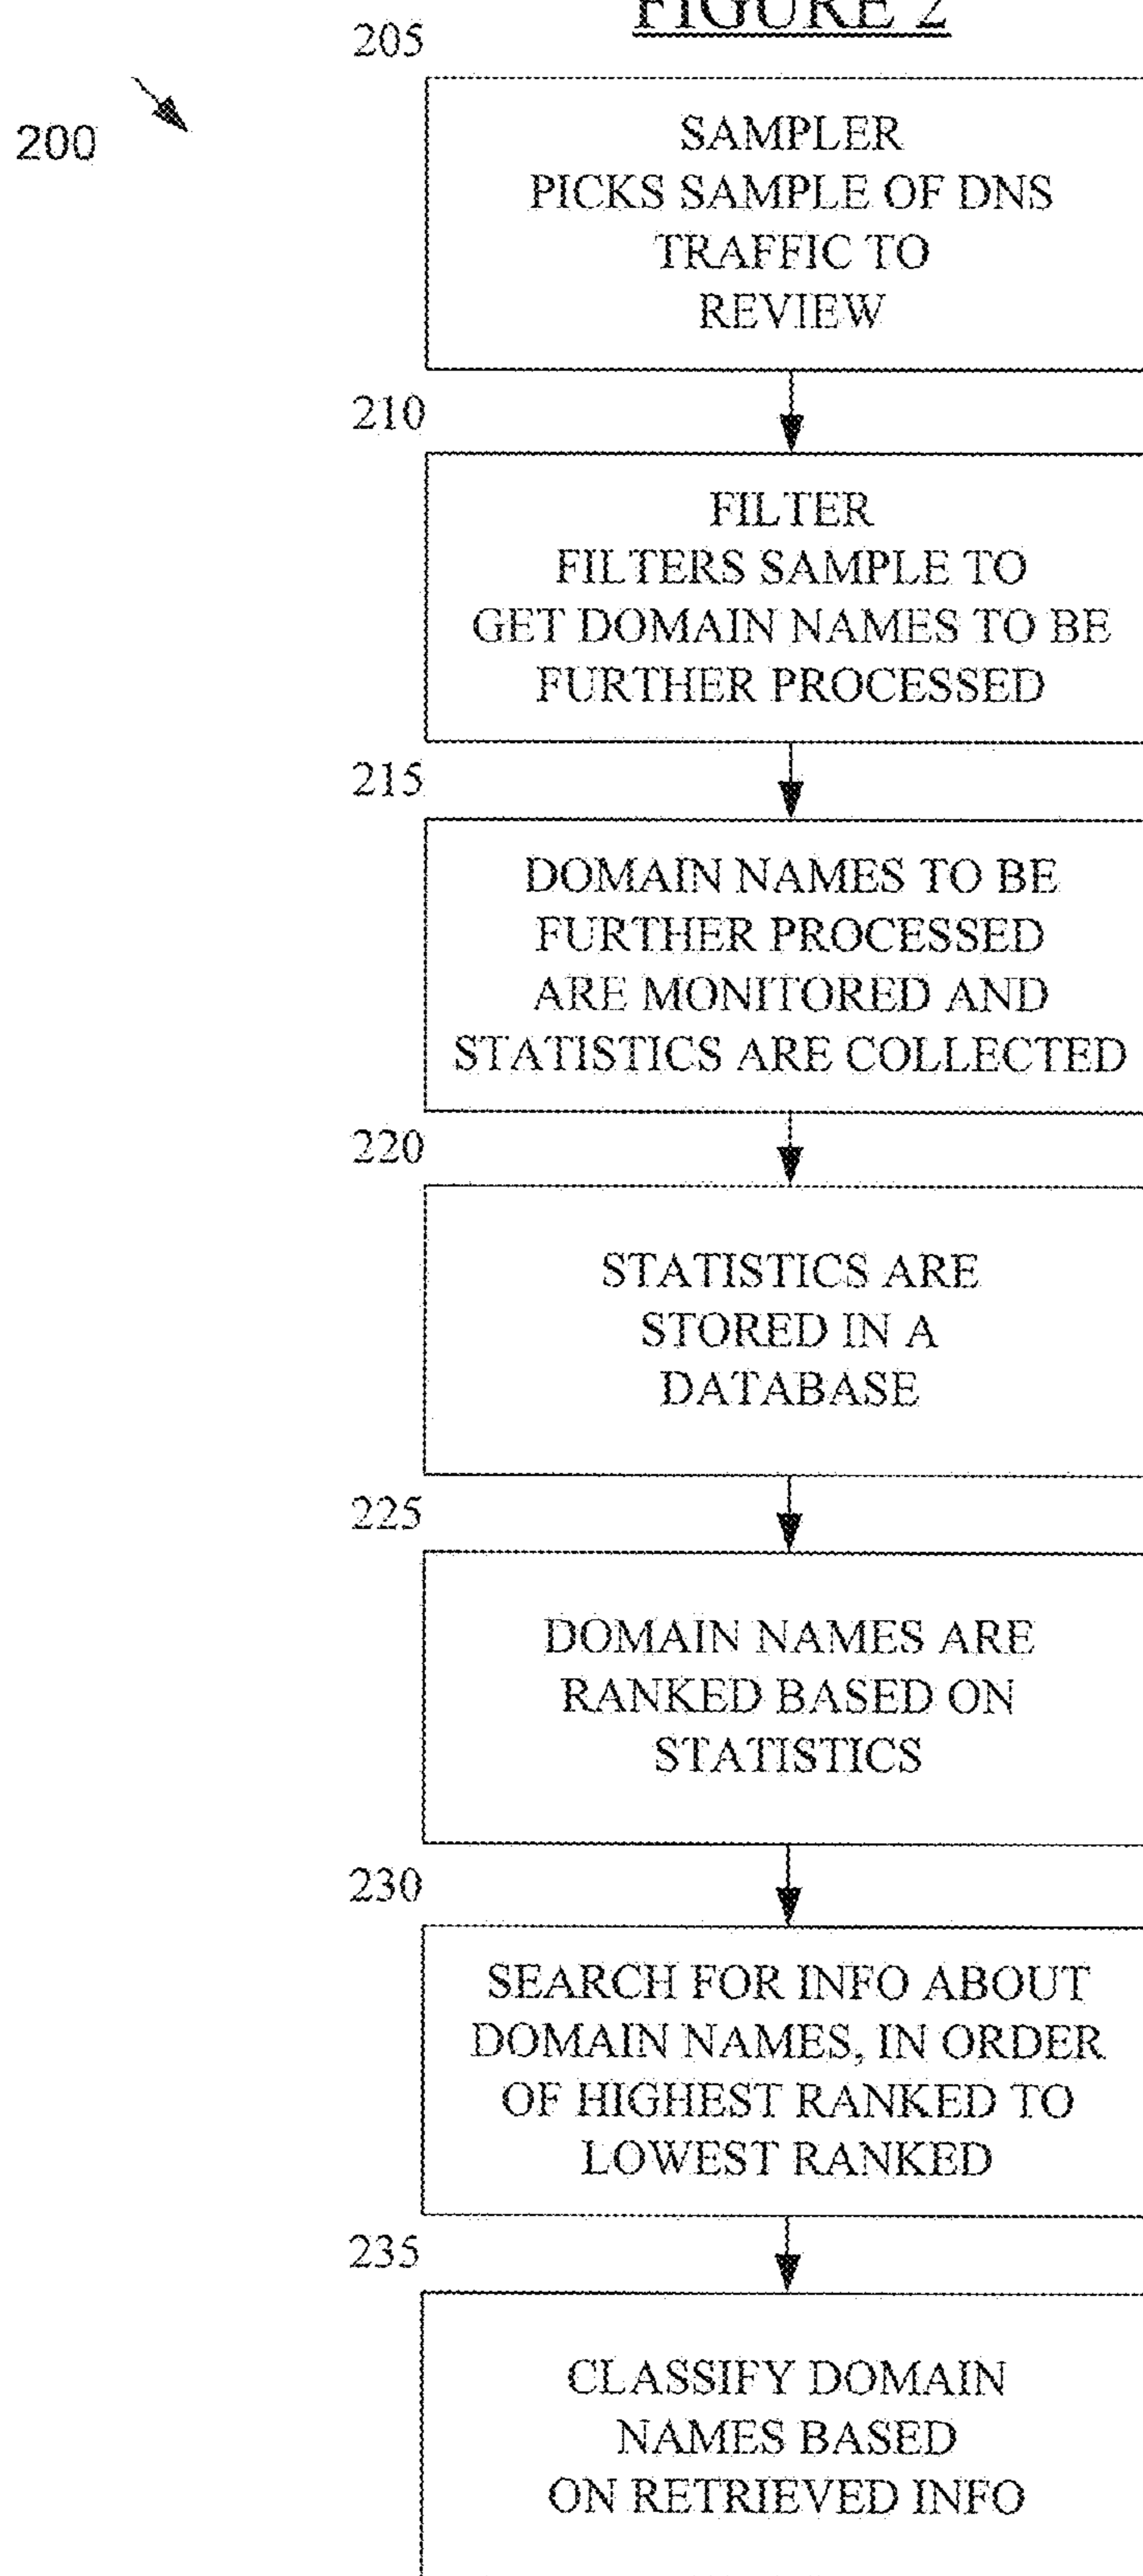 FIGURE 2
205
200
SAMPLER
PICKS SAMPLE OF DNS
TRAFFIC TO
REVIEW
210
FILTER
FILTERS SAMPLE TO
GET DOMAIN NAMES TO BE
FURTHER PROCESSED
215
DOMAIN NAMES TO BE
FURTHER PROCESSED
ARE MONITORED AND
STATISTICS ARE COLLECTED
220
STATISTICS ARE
STORED IN A
DATABASE
225
DOMAIN NAMES ARE
RANKED BASED ON
STATISTICS
230
SEARCH FOR INFO ABOUT
DOMAIN NAMES, IN ORDER
OF HIGHEST RANKED TO
LOWEST RANKED
235
CLASSIFY DOMAIN
NAMES BASED
ON RETRIEVED INFO